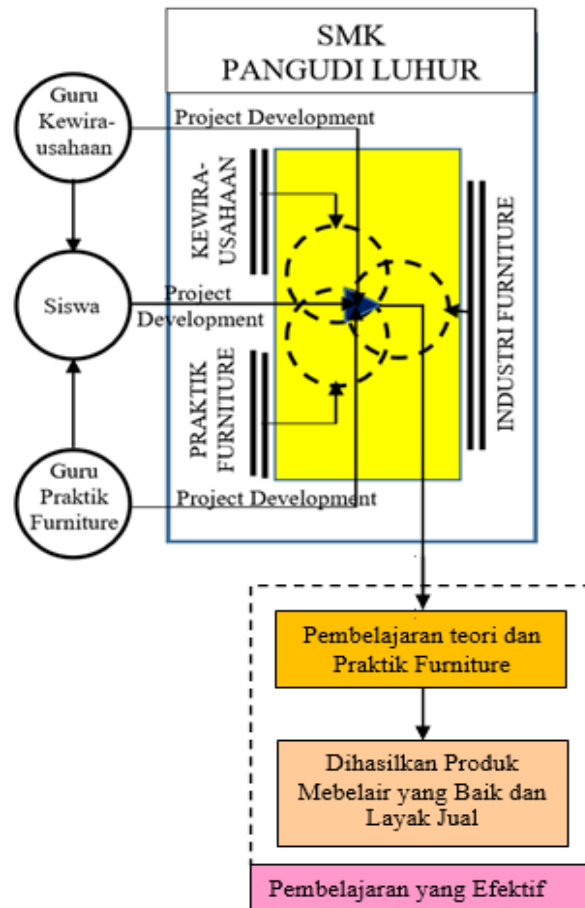 SMK
PANGUDI LUHUR
Guru
Kewira-
usahaan
Project Development
KEWIRA-
USAHAAN
INDUSTRI FURNITURE
Siswa
Project
Development
PRAKTIK
FURNITURE
Guru
Praktik
Furniture
Project Development
Pembelajaran teori dan
Praktik Furniture
Dihasilkan Produk
Mebelair yang Baik dan
Layak Jual
Pembelajaran yang Efektif